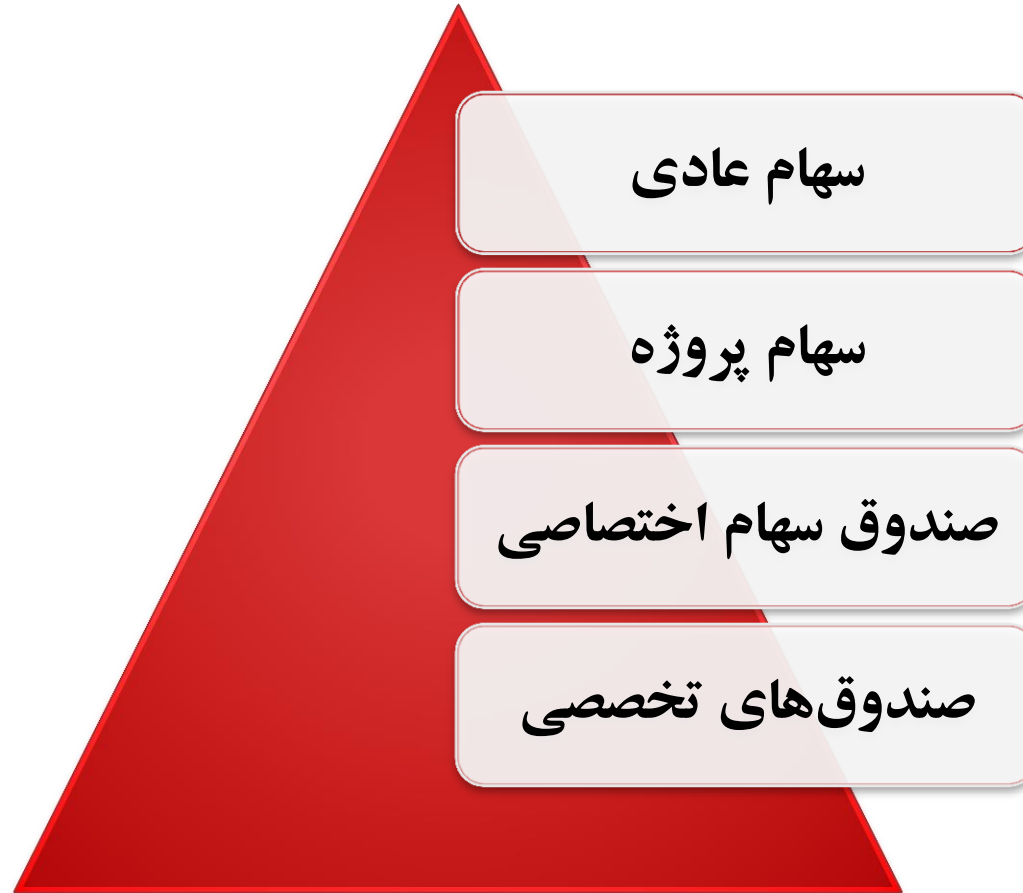 سهام عادی
سهام پروژه
صندوق سهام اختصاصی
صندوق‌های تخصصی